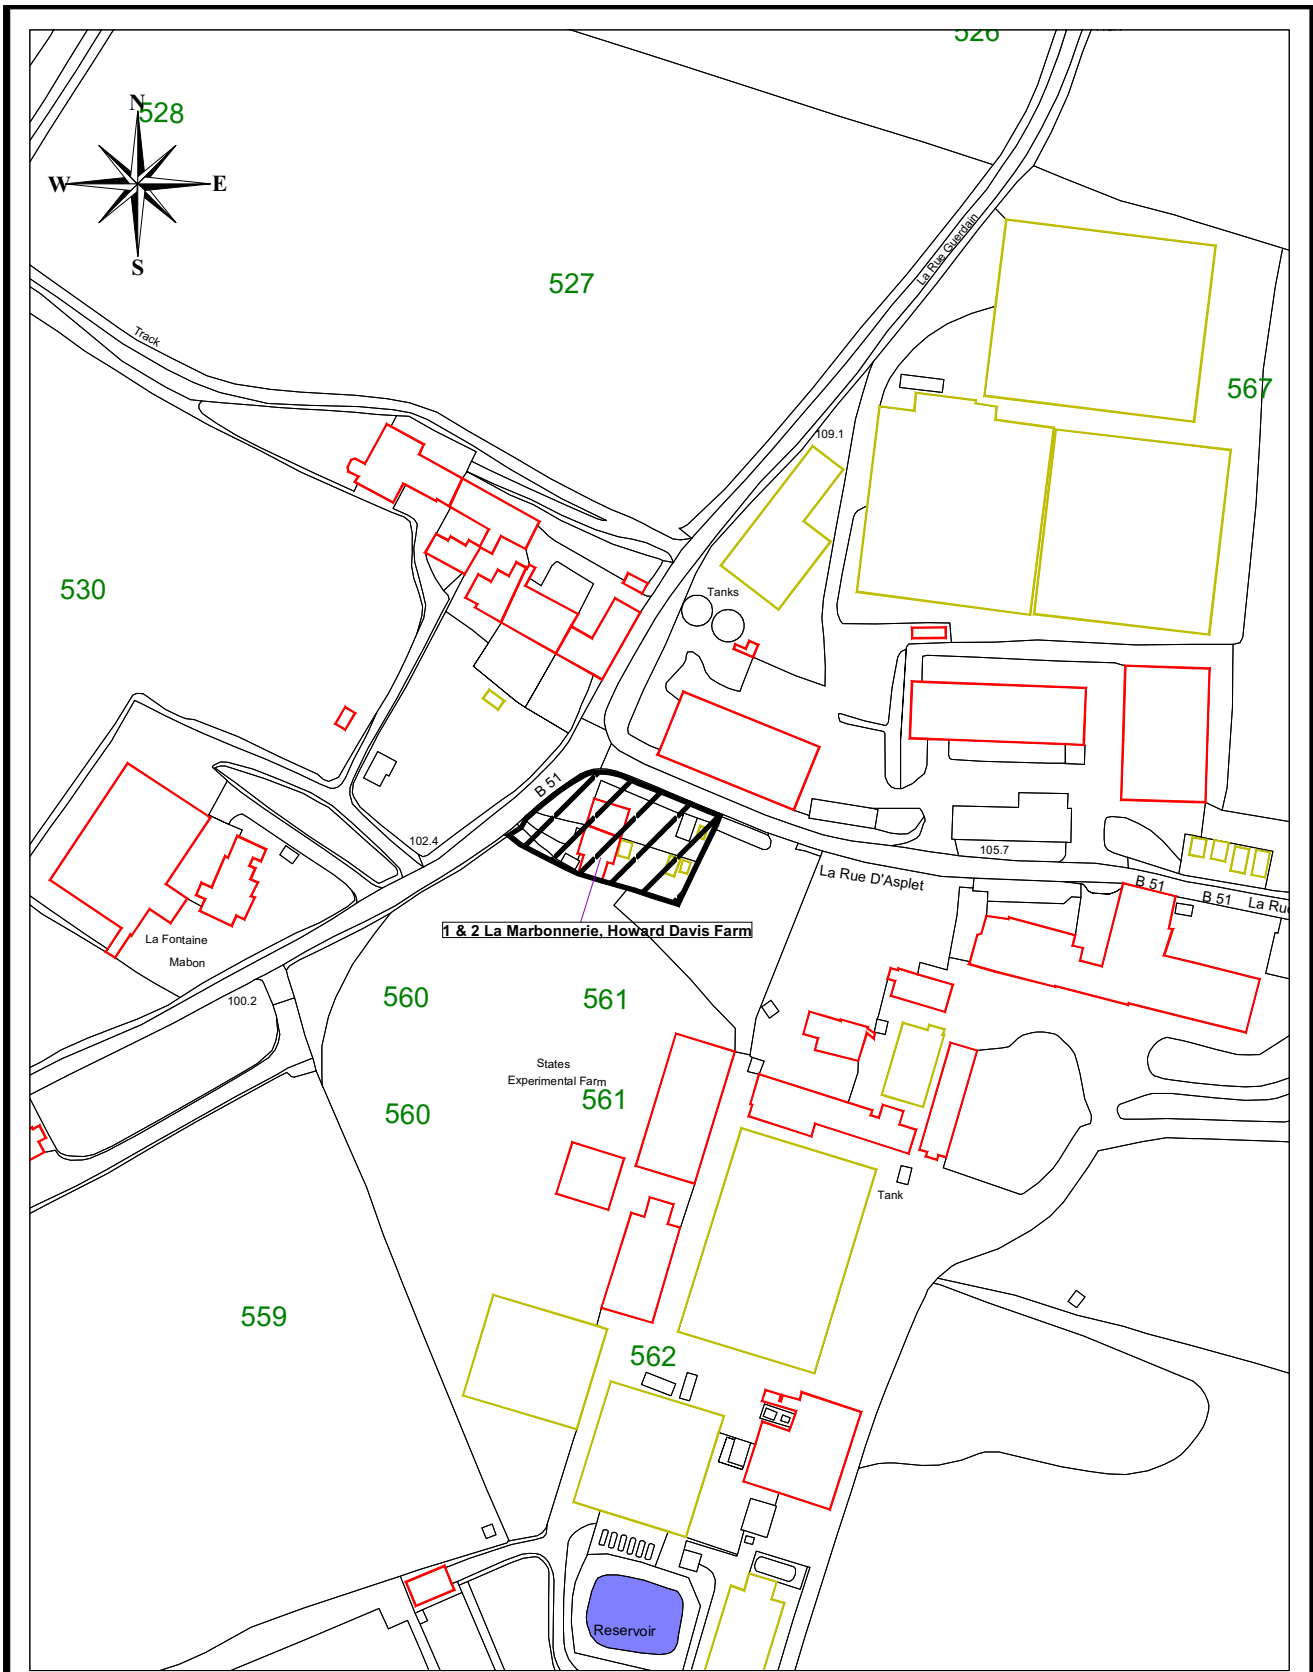 526
N
528
W
E
S
La Rue Guerdain
527
Track
567
109.1
530
Tanks
B 51
102.4
105.7
La Rue D'Asplet
B 51
B 51
La Rue
1 & 2 La Marbonnerie, Howard Davis Farm
La Fontaine
Mabon
100.2
560
561
States
Experimental Farm
560
561
Tank
559
562
Reservoir